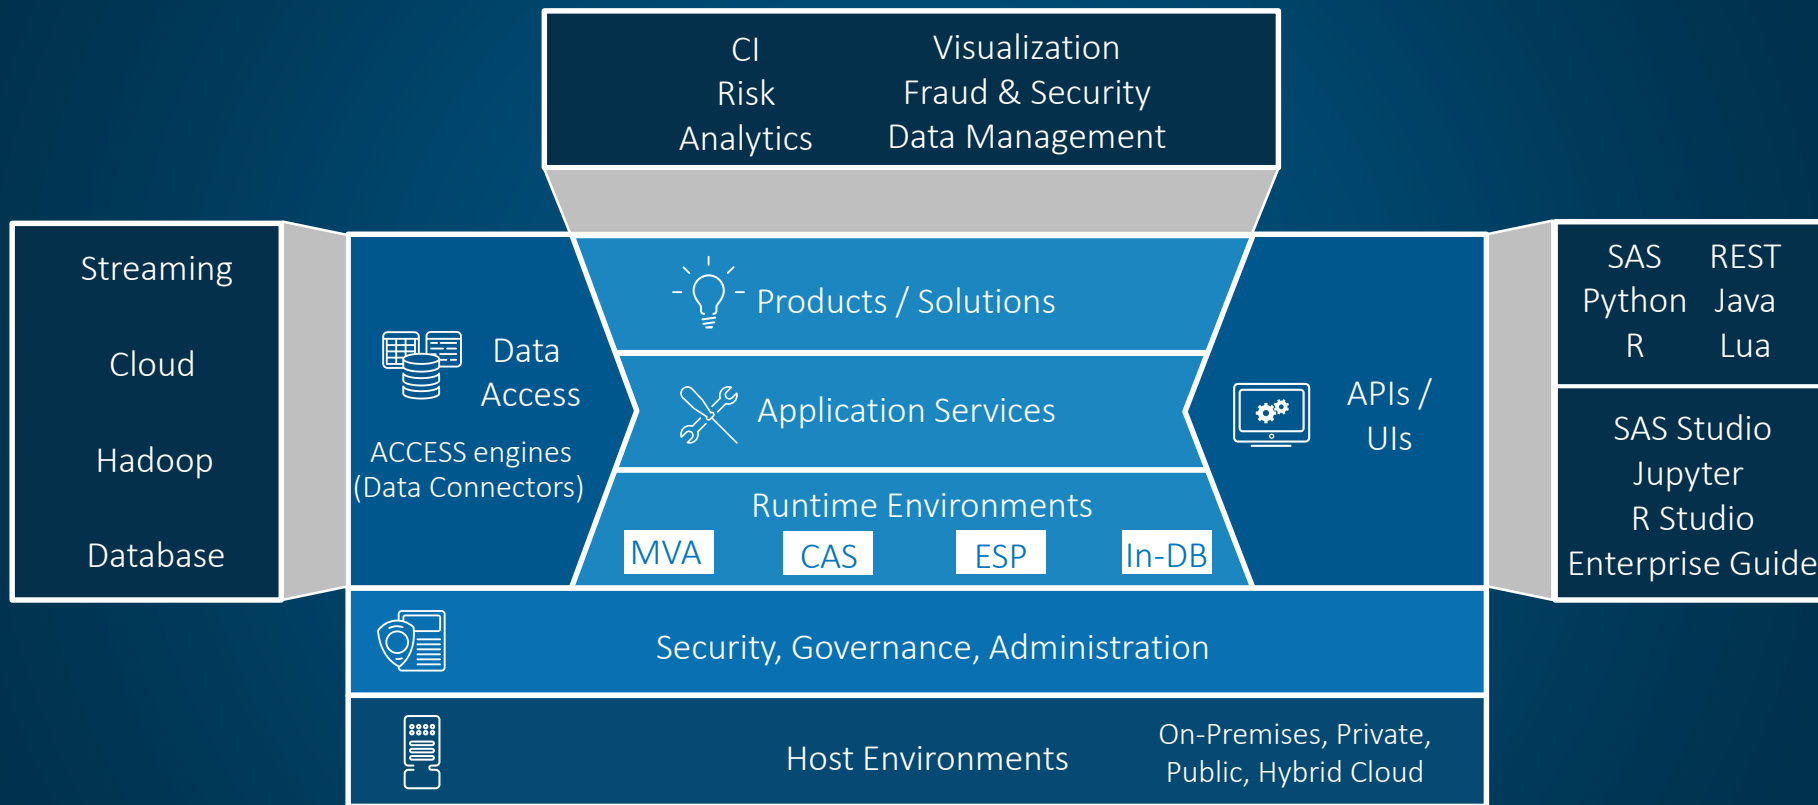 CI
Risk
Analytics
Visualization
Fraud & Security
Data Management
Streaming
Cloud
Hadoop
Database
Data
Access
ACCESS engines
(Data Connectors)
Products / Solutions
Application Services
Runtime Environments
MVA
CAS
ESP
In-DB
APIs /
UIs
SAS REST
Python Java
R Lua
SAS Studio
Jupyter
R Studio
Enterprise Guide
Security, Governance, Administration
Host Environments
On-Premises, Private,
Public, Hybrid Cloud